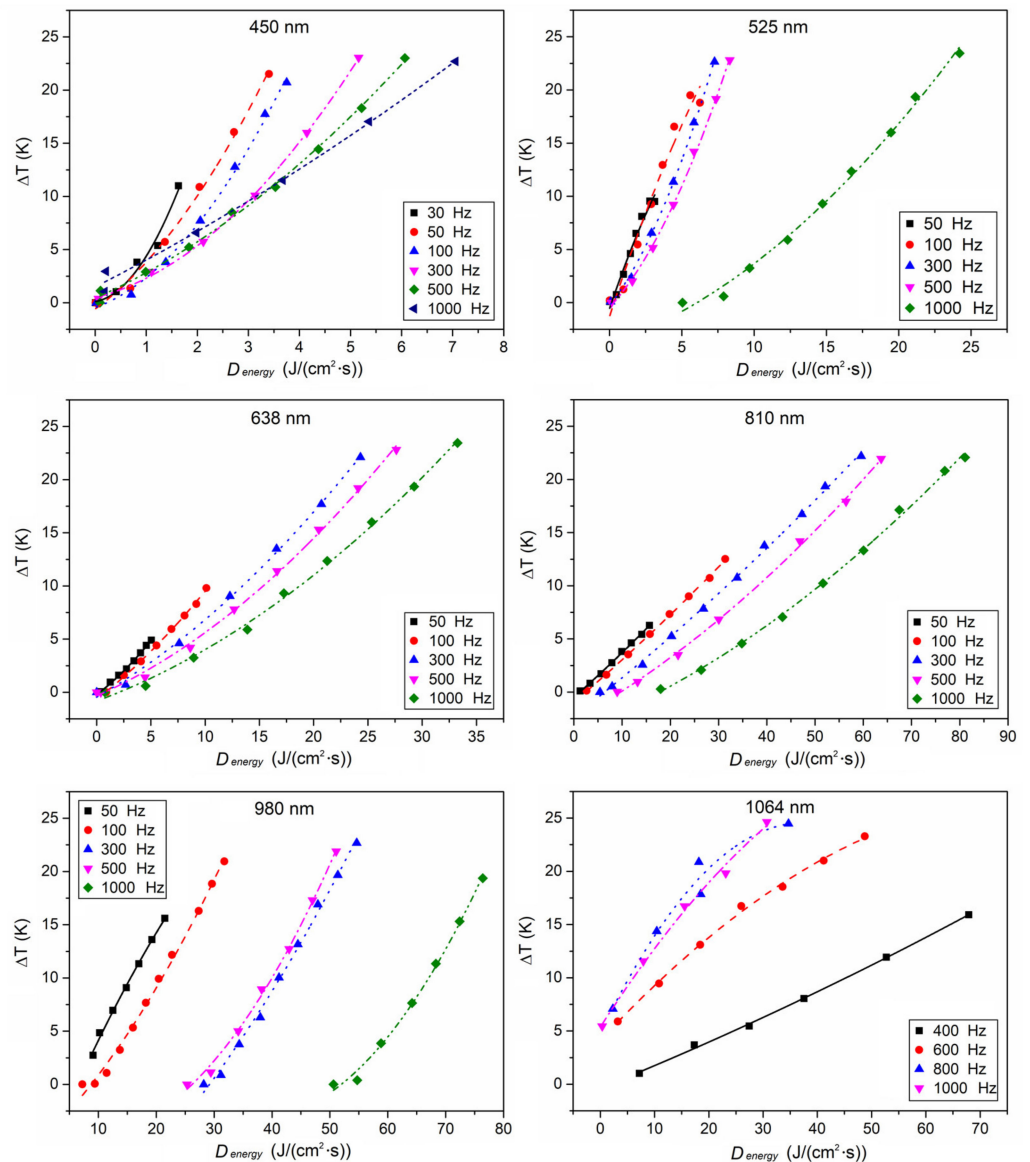 450 nm
25
20
15
10
5
0
ΔT (K)
30 Hz
50 Hz
100 Hz
300 Hz
500 Hz
1000 Hz
0 1 2 3 4 5 6 7 8
D energy (J/(cm²·s))
525 nm
25
20
15
10
5
0
ΔT (K)
50 Hz
100 Hz
300 Hz
500 Hz
1000 Hz
0 5 10 15 20 25
D energy (J/(cm²·s))
638 nm
25
20
15
10
5
0
ΔT (K)
50 Hz
100 Hz
300 Hz
500 Hz
1000 Hz
0 5 10 15 20 25 30 35
D energy (J/(cm²·s))
810 nm
25
20
15
10
5
0
ΔT (K)
50 Hz
100 Hz
300 Hz
500 Hz
1000 Hz
0 10 20 30 40 50 60 70 80 90
D energy (J/(cm²·s))
980 nm
25
20
15
10
5
0
ΔT (K)
50 Hz
100 Hz
300 Hz
500 Hz
1000 Hz
10 20 30 40 50 60 70 80
D energy (J/(cm²·s))
1064 nm
25
20
15
10
5
0
ΔT (K)
400 Hz
600 Hz
800 Hz
1000 Hz
0 10 20 30 40 50 60 70
D energy (J/(cm²·s))